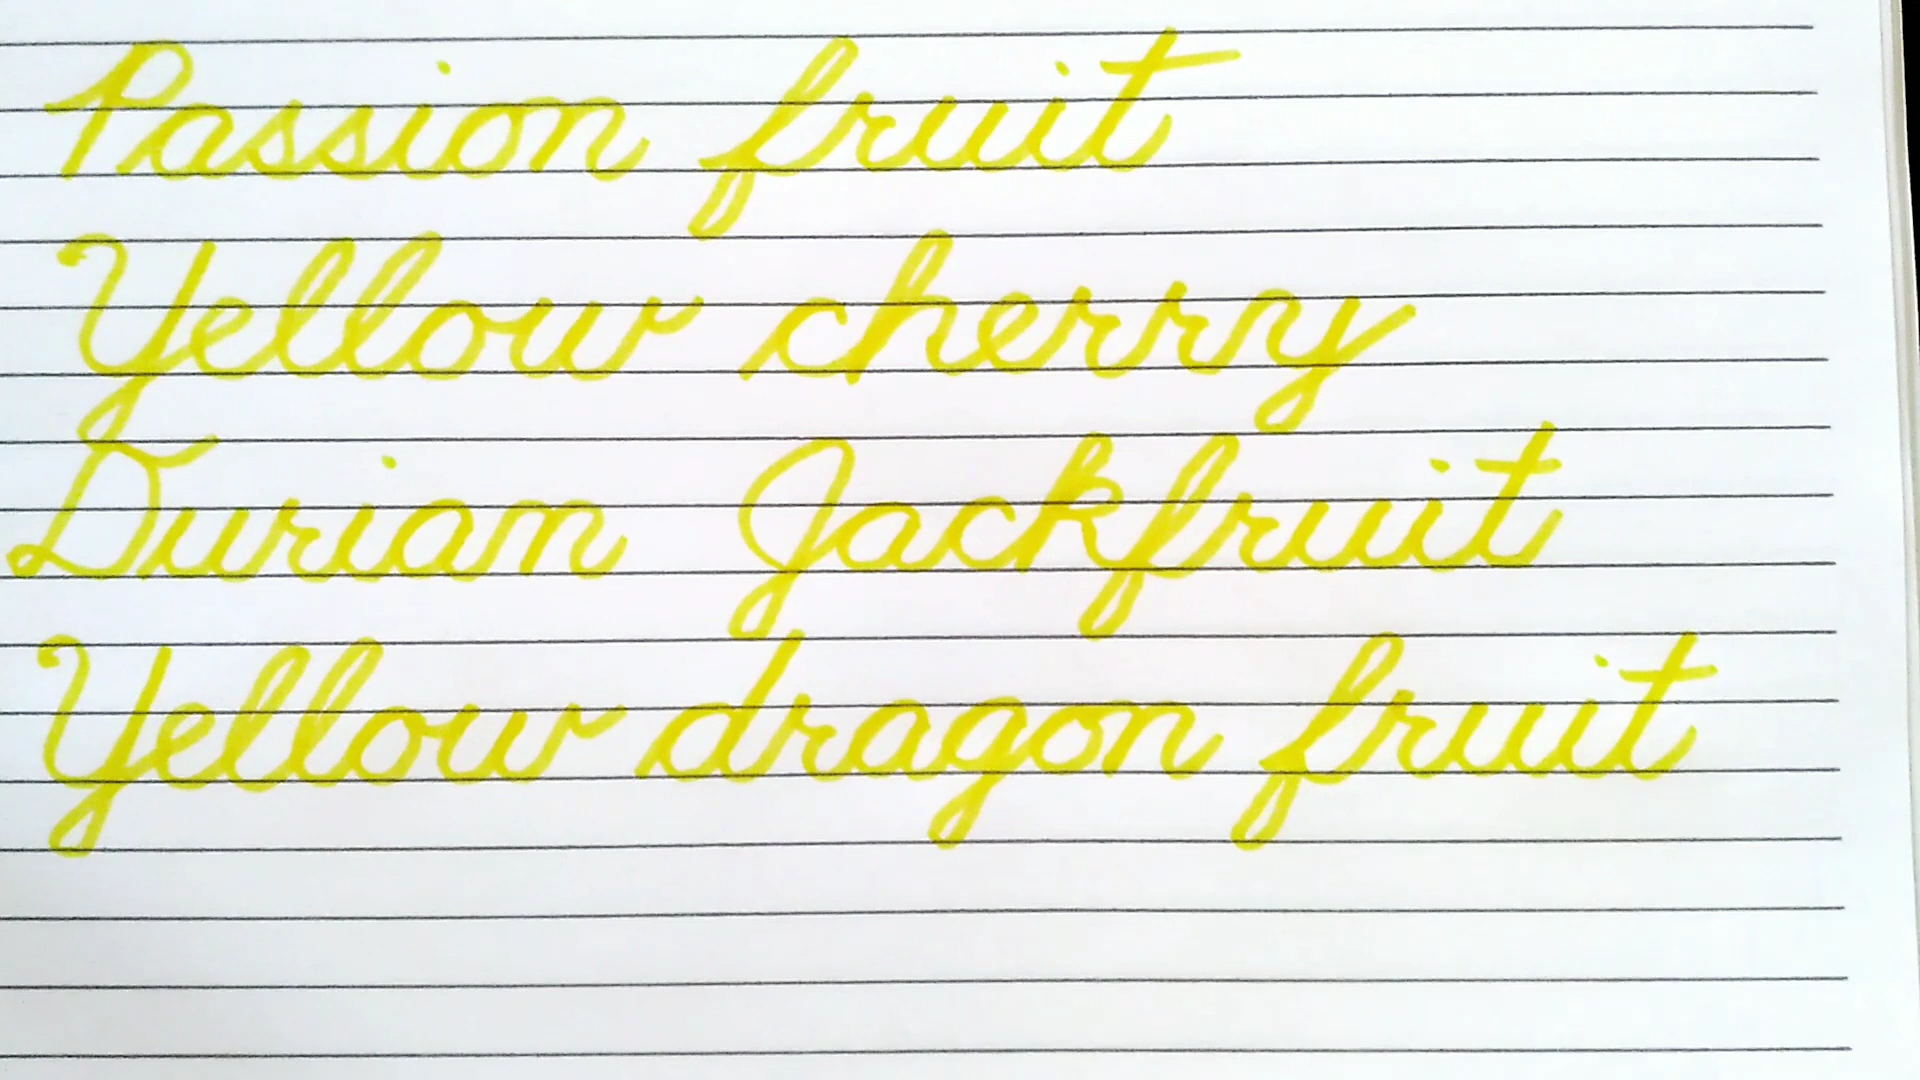 Passion fruit
Yellow cherry
Durian Jackfruit
Yellow dragon fruit